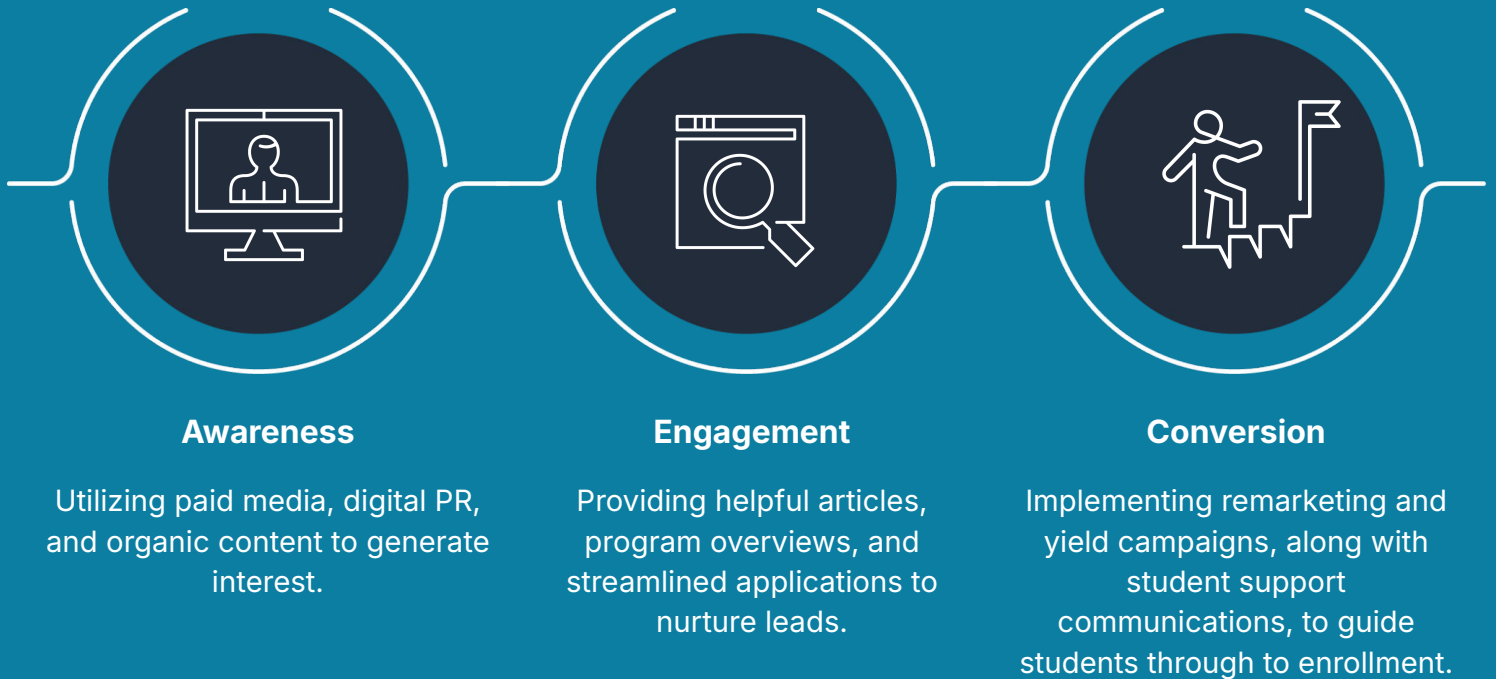 Awareness
Utilizing paid media, digital PR,
and organic content to generate
interest.
Engagement
Providing helpful articles,
program overviews, and
streamlined applications to
nurture leads.
Conversion
Implementing remarketing and
yield campaigns, along with
student support
communications, to guide
students through to enrollment.